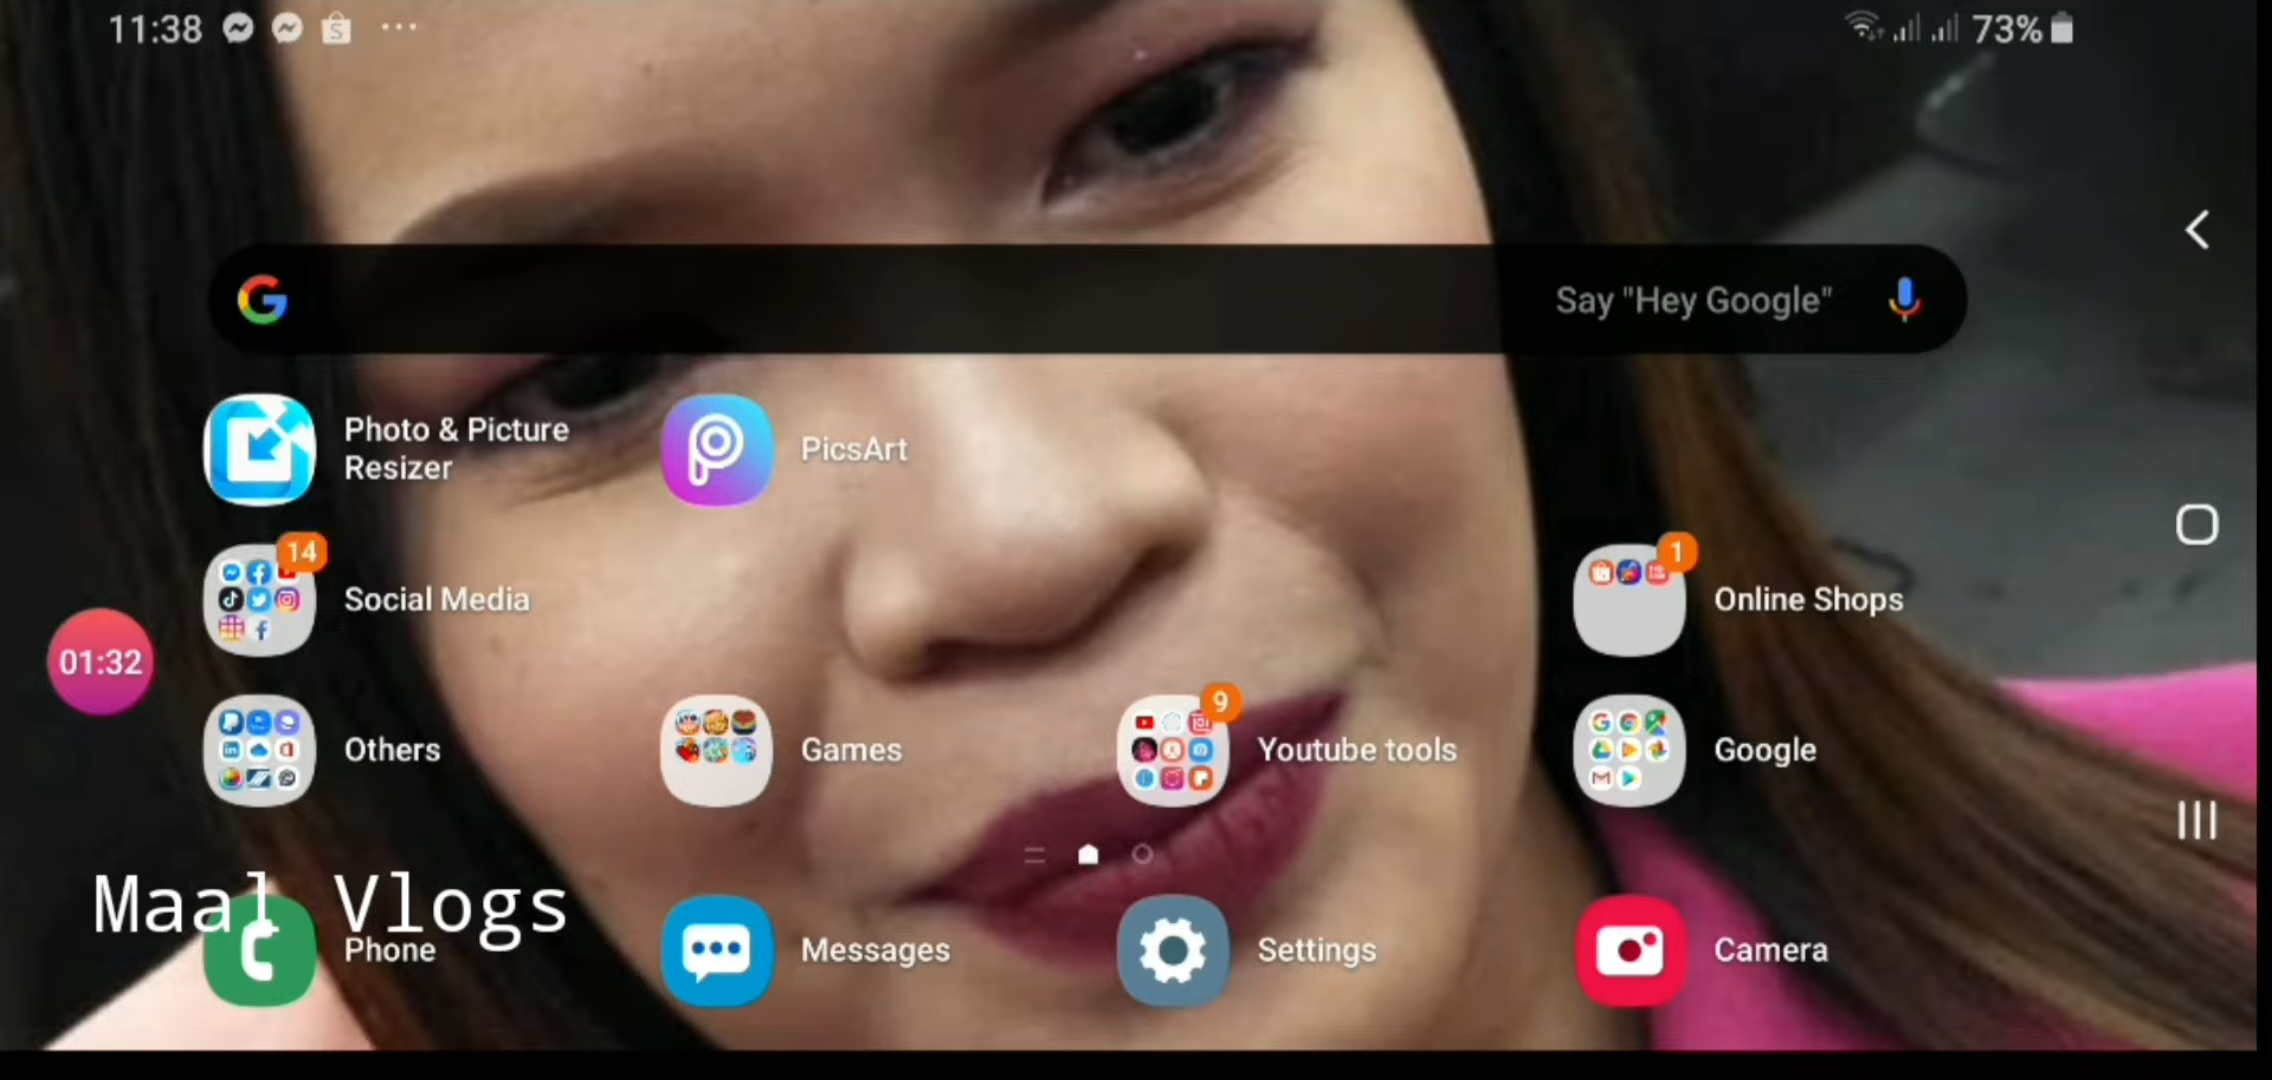 11:38
73%
Say "Hey Google"
Photo & Picture
Resizer
PicsArt
14
Social Media
1
Online Shops
01:32
Others
Games
9
Youtube tools
Google
Maal Vlogs
Phone
Messages
Settings
Camera